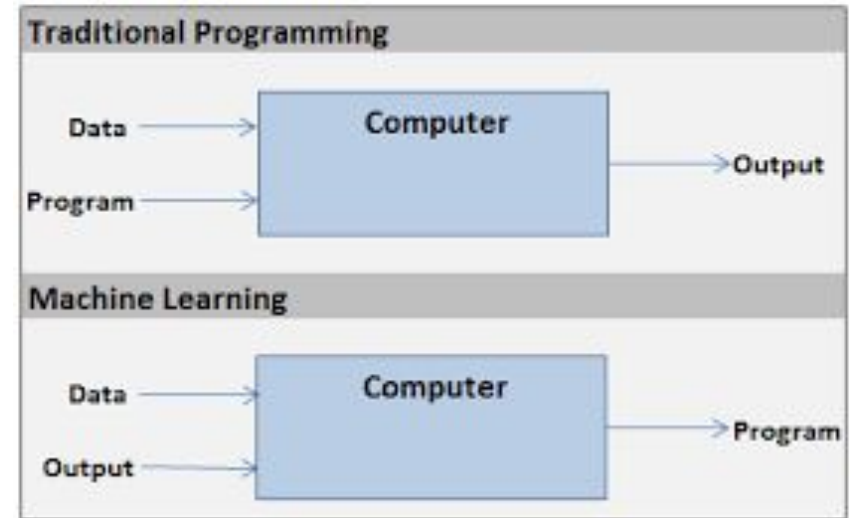 Traditional Programming
Data
Computer
Program
Output
Machine Learning
Data
Computer
Output
Program